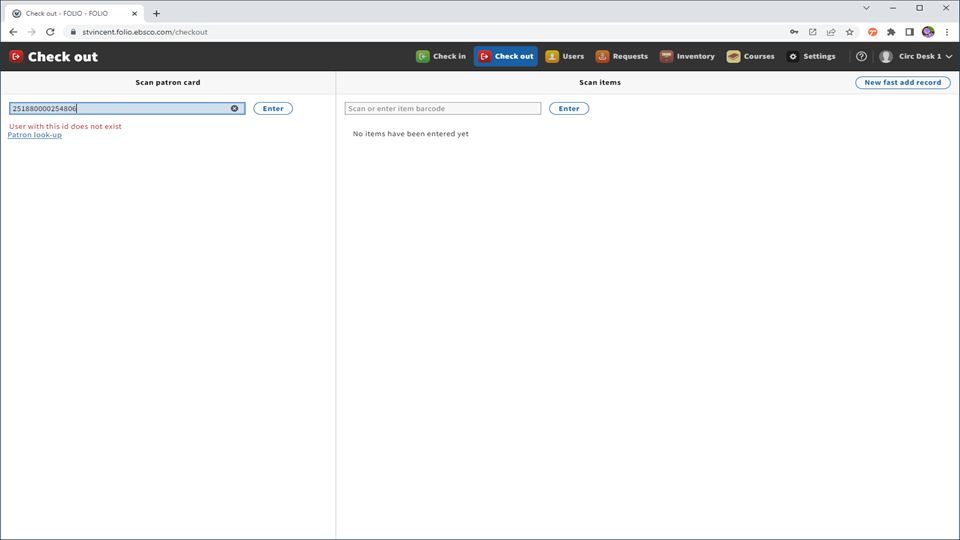 Check out - FOLIO - FOLIO
stvincent.folio.ebsco.com/checkout
Check out
Check in
Check out
Users
Requests
Inventory
Courses
Settings
Circ Desk 1
Scan patron card
Scan items
New fast add record
251880000254806
Enter
Scan or enter item barcode
Enter
User with this id does not exist
Patron look-up
No items have been entered yet